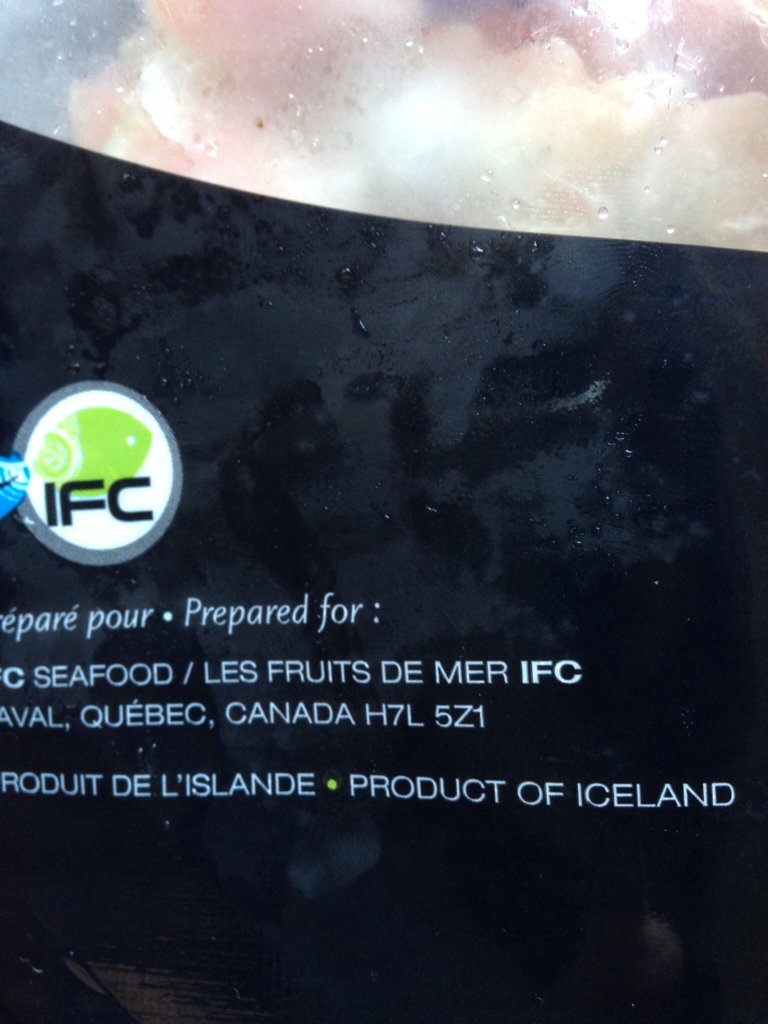 IFC
éparé pour • Prepared for :
FC SEAFOOD / LES FRUITS DE MER IFC
AVAL, QUÉBEC, CANADA H7L 5Z1
RODUIT DE L'ISLANDE • PRODUCT OF ICELAND